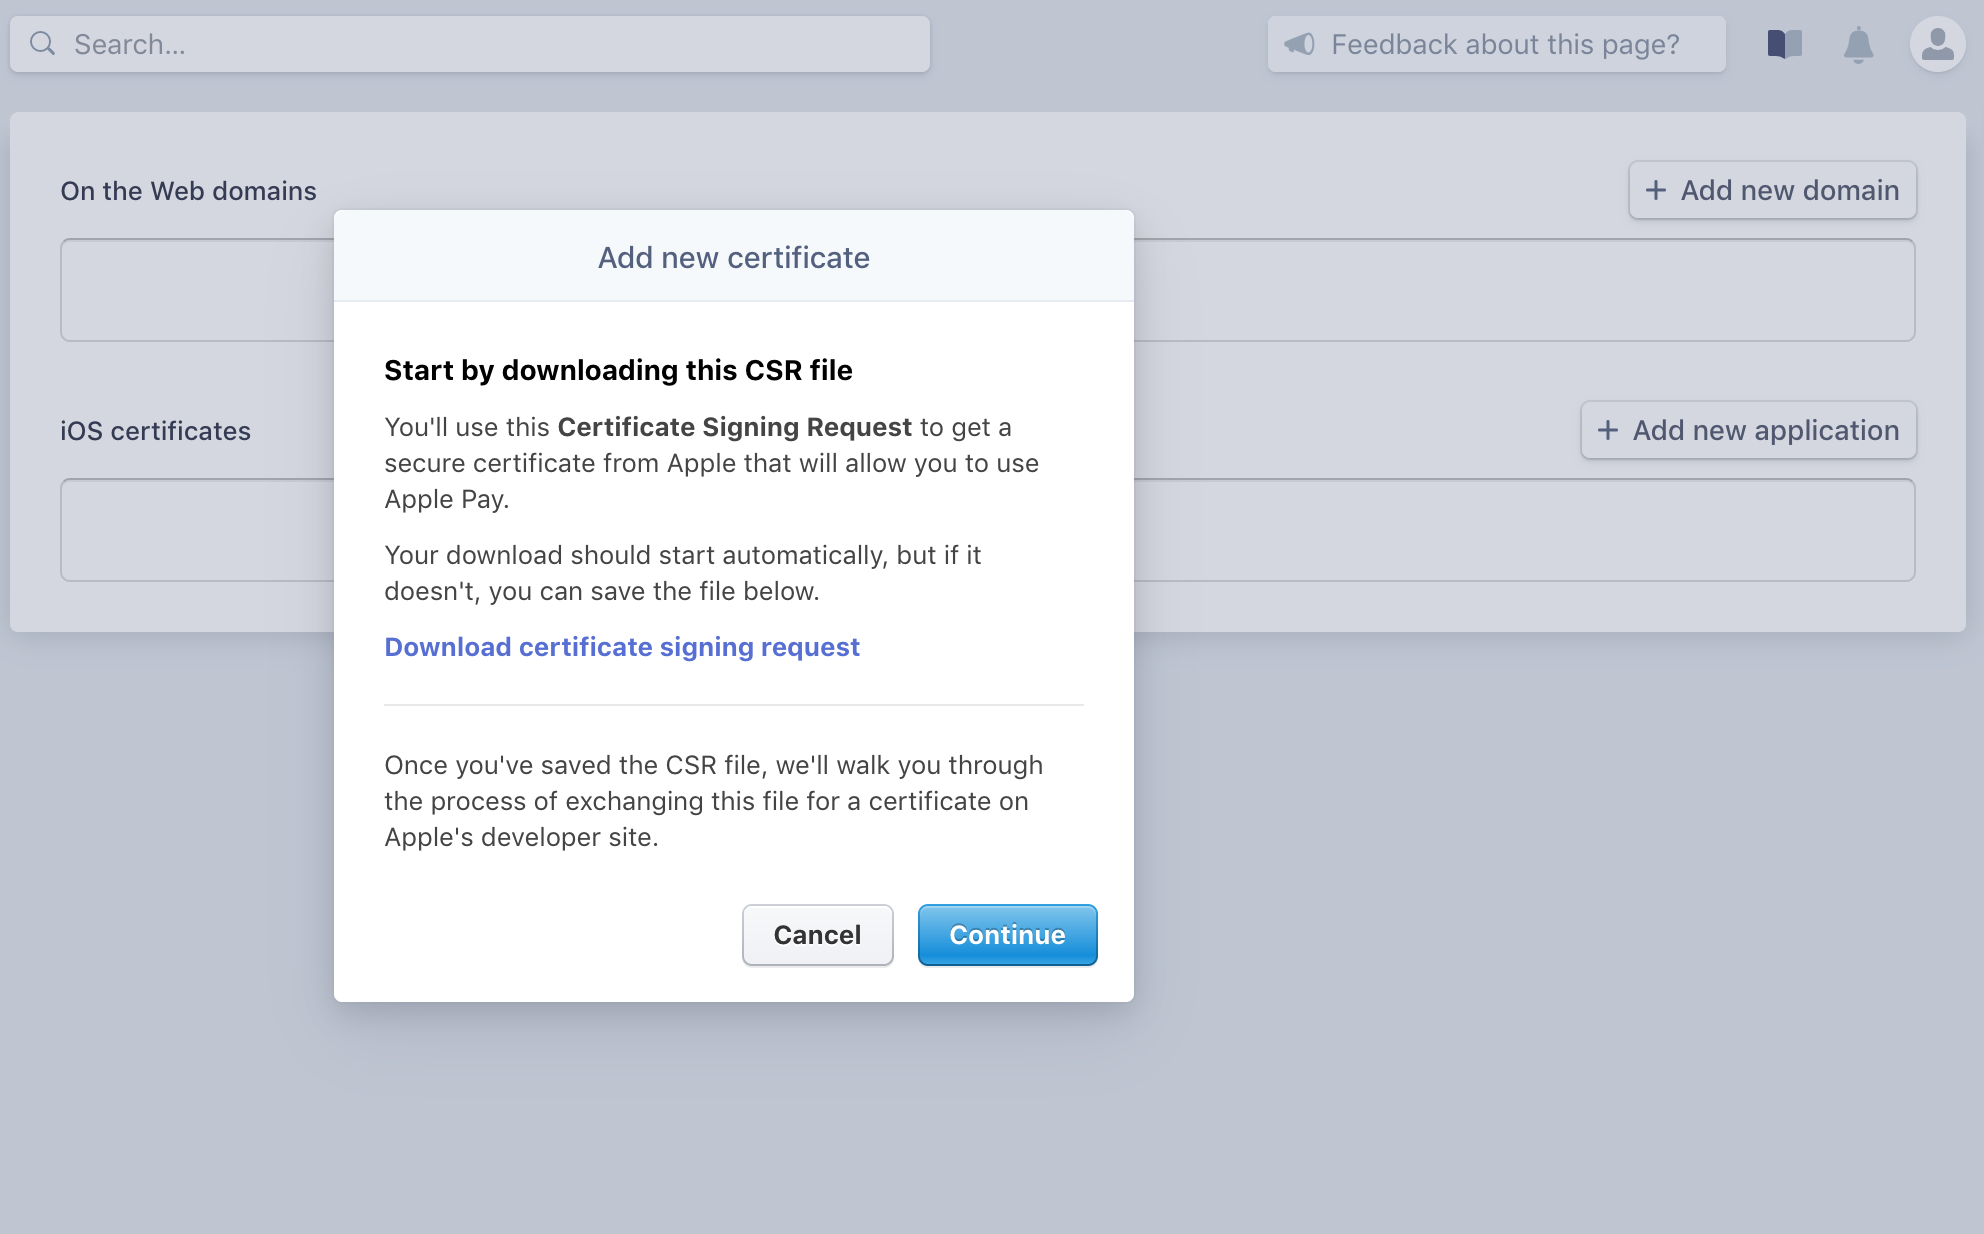 Search...
Feedback about this page?
On the Web domains
+ Add new domain
Add new certificate
Start by downloading this CSR file
You'll use this Certificate Signing Request to get a
secure certificate from Apple that will allow you to use
Apple Pay.
iOS certificates
+ Add new application
Your download should start automatically, but if it
doesn't, you can save the file below.
Download certificate signing request
Once you've saved the CSR file, we'll walk you through
the process of exchanging this file for a certificate on
Apple's developer site.
Cancel
Continue